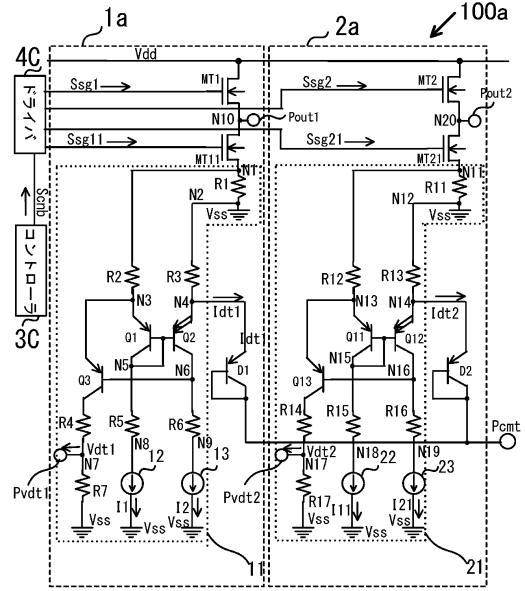 1a
2a
100a
4C
Vdd
ドライバ
Ssg1
MT1
Ssg2
MT2
Pout2
N10
Pout1
N20
Ssg11
MT11
Ssg21
MT21
N1
N11
R1
R11
N2
N12
Vss
Vss
Scnb
コントローラ
3C
R2
R3
R12
R13
N3
N4
N13
N14
Idt1
Idt2
Q1
Q2
Idt1
Q11
Q12
N5
N6
N15
N16
Q3
D1
Q13
D2
R4
R5
R6
R14
R15
R16
Pcmt
Vdt1
N8
N9
Vdt2
N18
N19
N7
12
13
N17
22
23
Pvdt1
Pvdt2
R7
R17
I1
I2
I11
I21
Vss
Vss
Vss
Vss
Vss
Vss
11
21